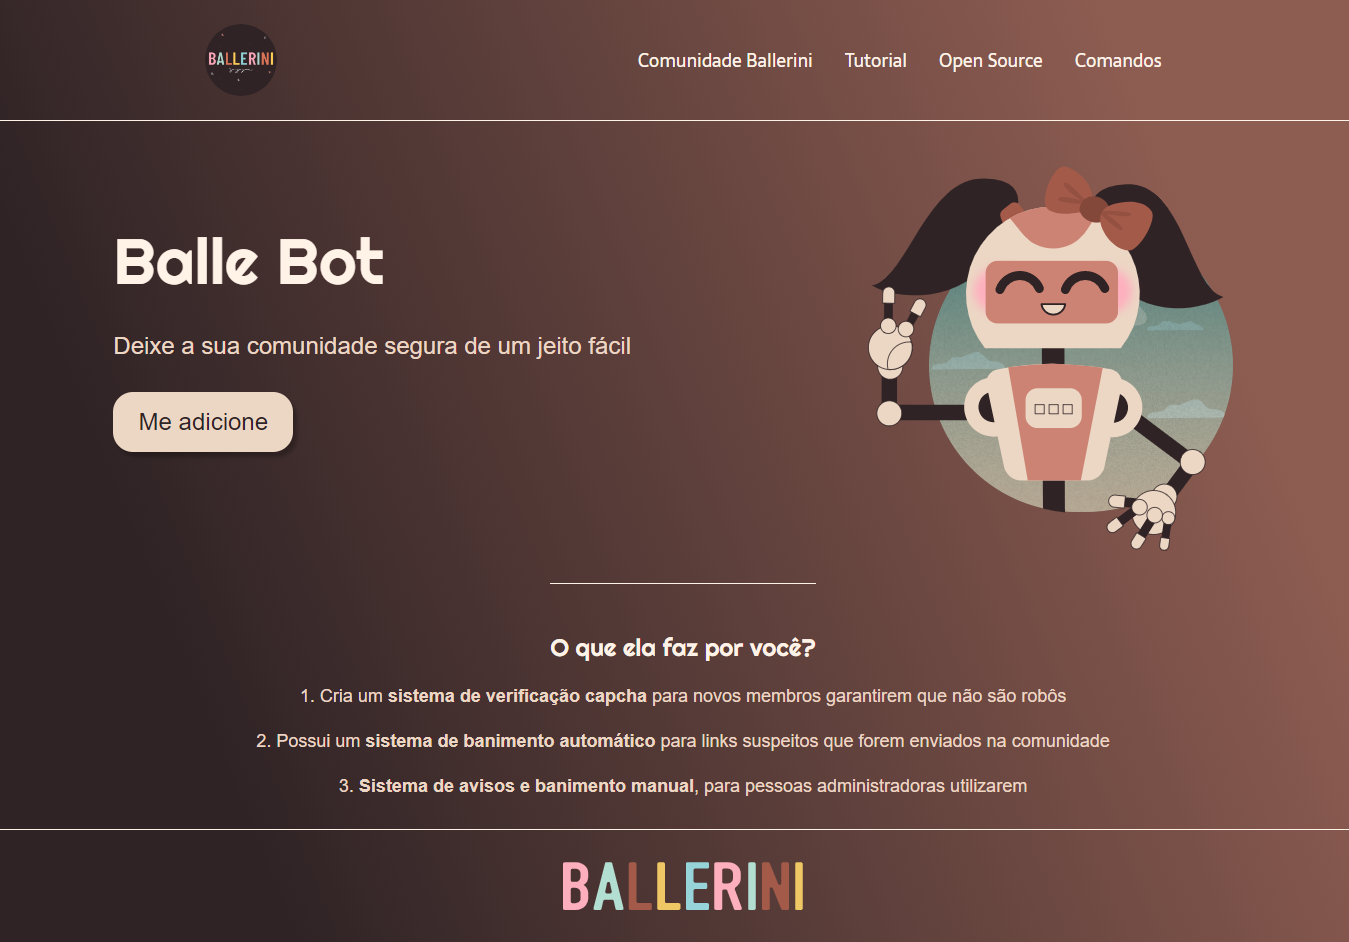 BALLERINI
Comunidade Ballerini Tutorial Open Source Comandos
Balle Bot
Deixe a sua comunidade segura de um jeito fácil
Me adicione
O que ela faz por você?
1. Cria um sistema de verificação capcha para novos membros garantirem que não são robôs
2. Possui um sistema de banimento automático para links suspeitos que forem enviados na comunidade
3. Sistema de avisos e banimento manual, para pessoas administradoras utilizarem
BALLERINI